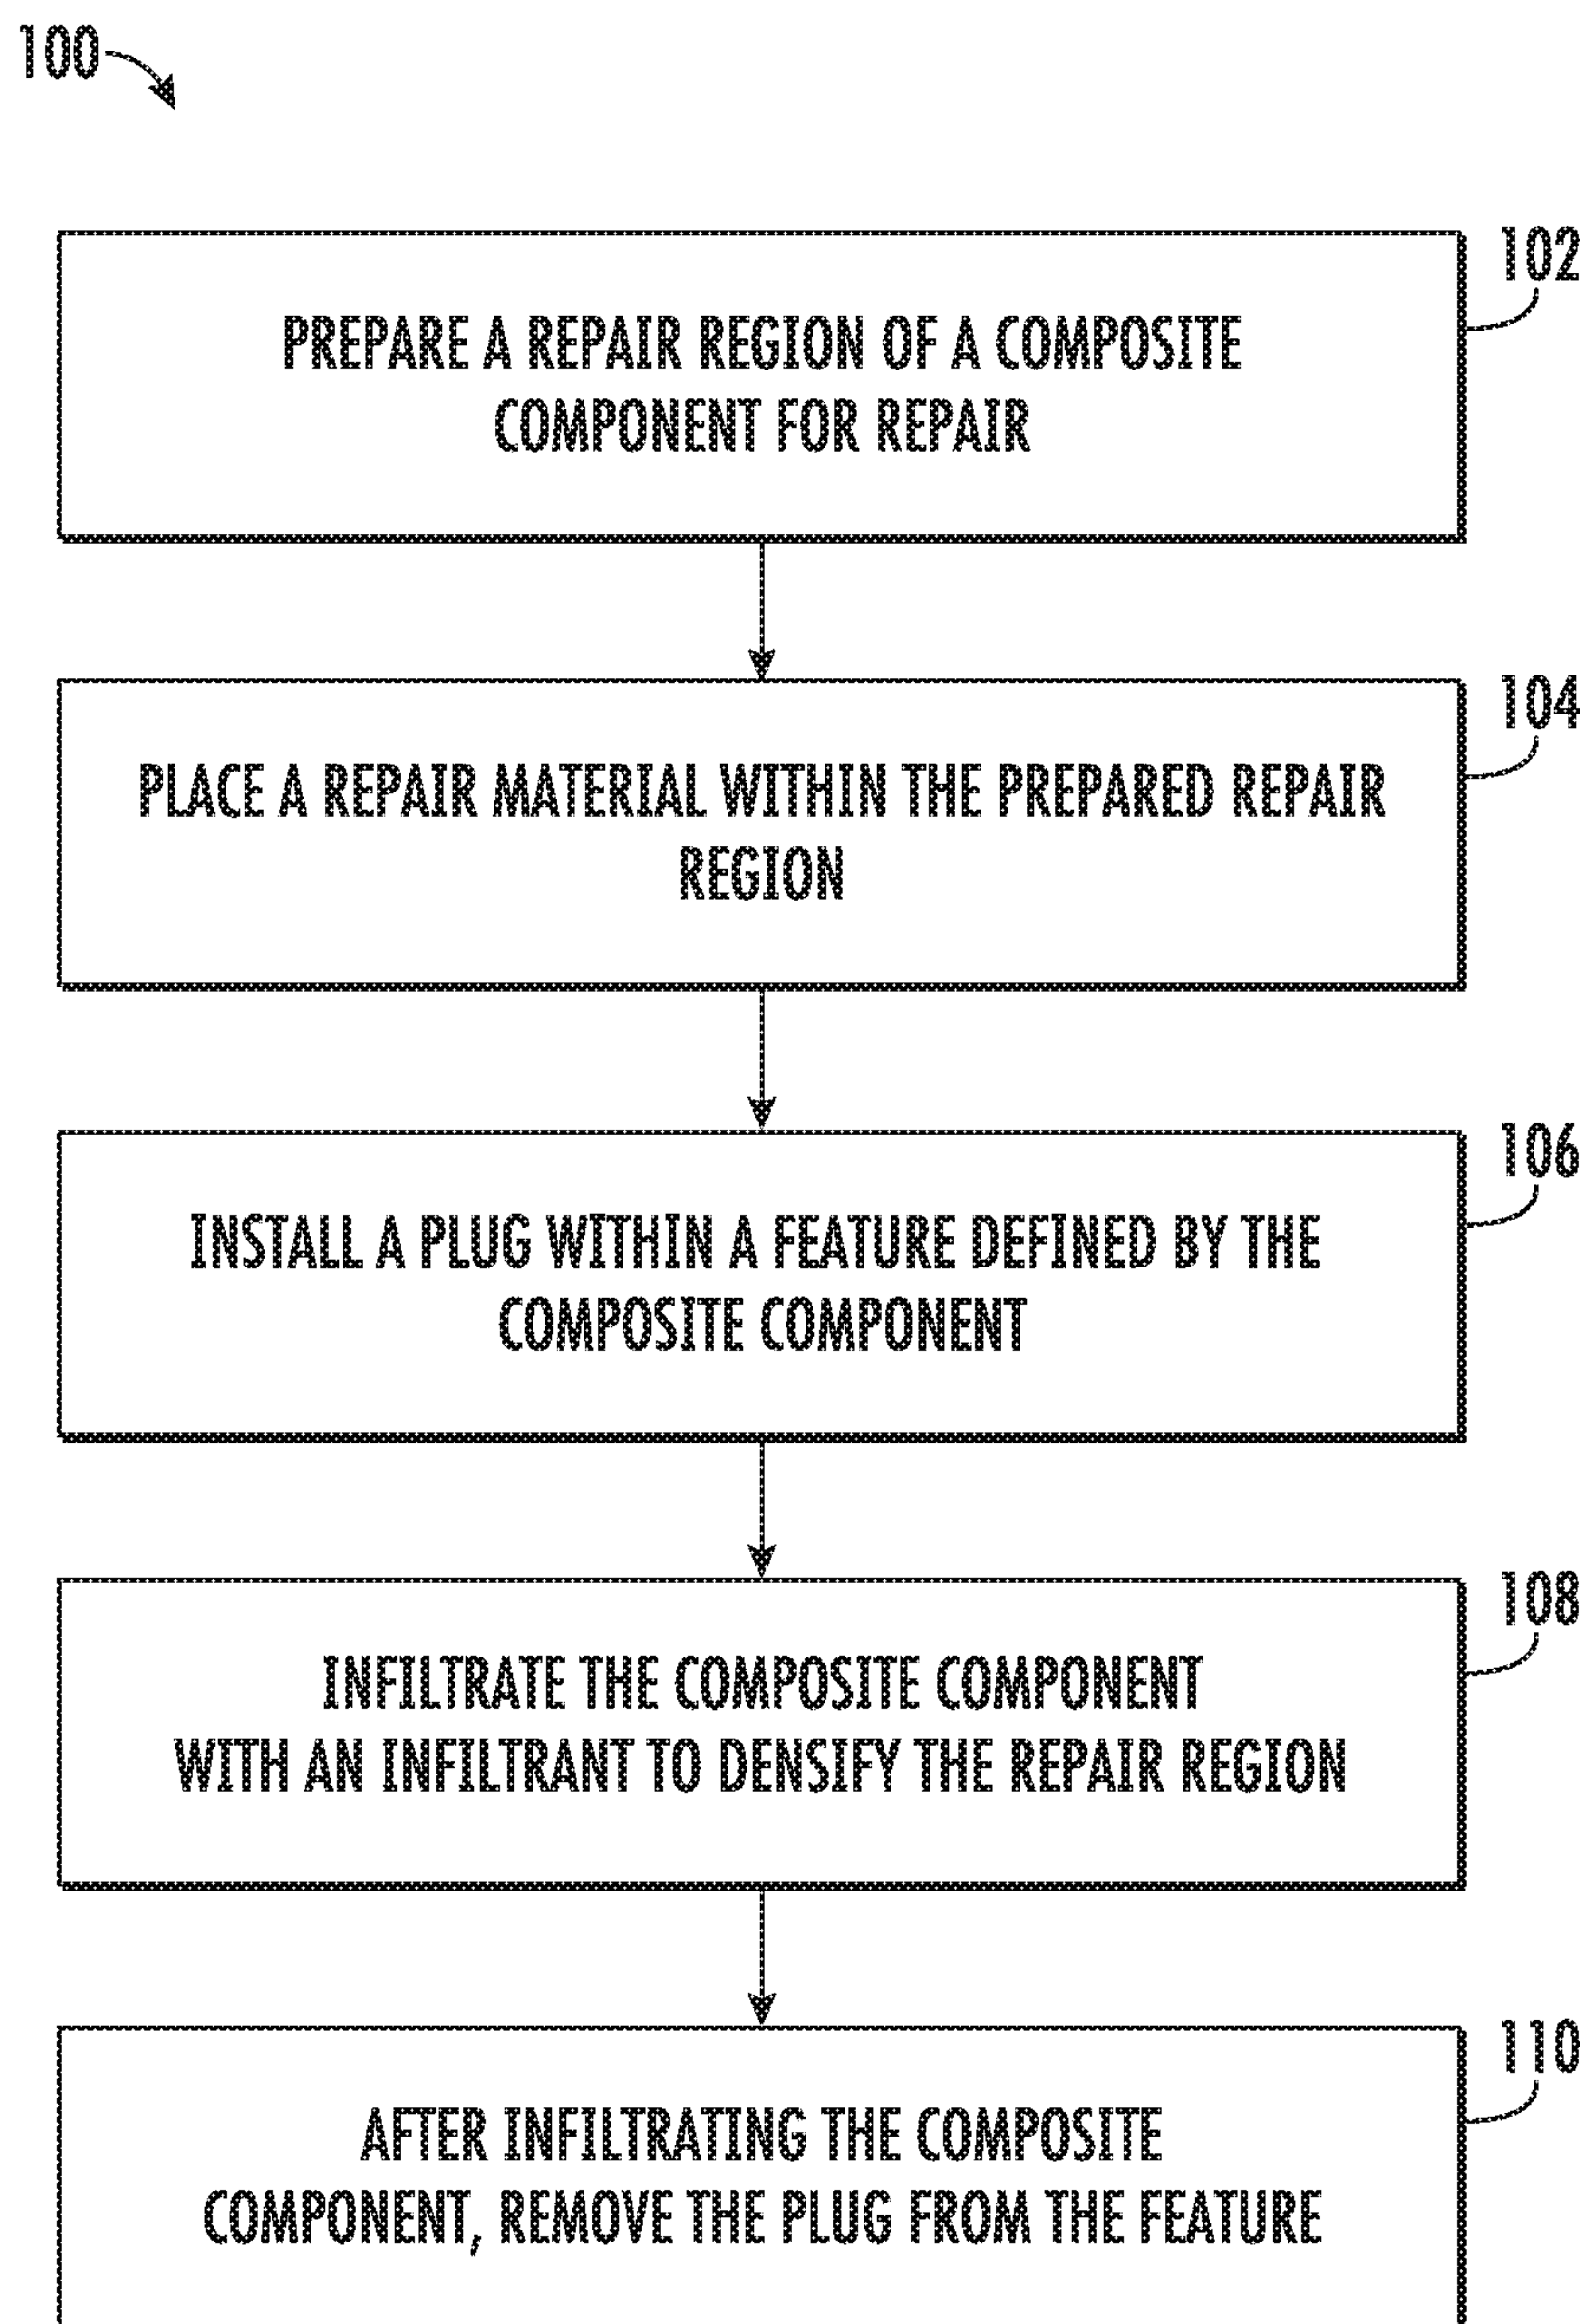 100
102
PREPARE A REPAIR REGION OF A COMPOSITE
COMPONENT FOR REPAIR
104
PLACE A REPAIR MATERIAL WITHIN THE PREPARED REPAIR
REGION
106
INSTALL A PLUG WITHIN A FEATURE DEFINED BY THE
COMPOSITE COMPONENT
108
INFILTRATE THE COMPOSITE COMPONENT
WITH AN INFILTRANT TO DENSIFY THE REPAIR REGION
110
AFTER INFILTRATING THE COMPOSITE
COMPONENT, REMOVE THE PLUG FROM THE FEATURE